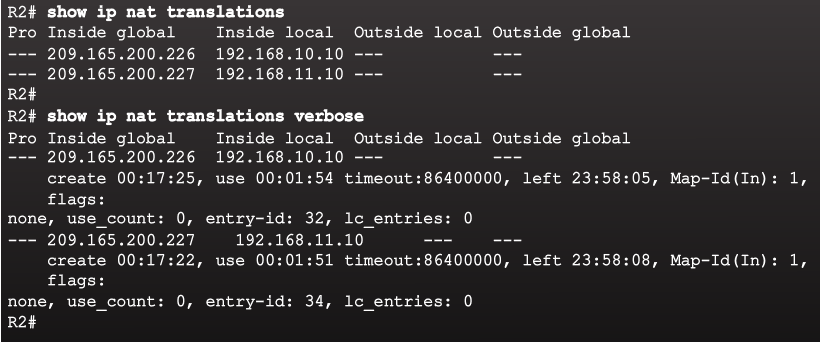 R2# show ip nat translations
Pro Inside global Inside local Outside local Outside global
--- 209.165.200.226 192.168.10.10 --- ---
--- 209.165.200.227 192.168.11.10 --- ---
R2#
R2# show ip nat translations verbose
Pro Inside global Inside local Outside local Outside global
--- 209.165.200.226 192.168.10.10 --- ---
create 00:17:25, use 00:01:54 timeout:86400000, left 23:58:05, Map-Id(In): 1,
flags:
none, use_count: 0, entry-id: 32, lc_entries: 0
--- 209.165.200.227 192.168.11.10 --- ---
create 00:17:22, use 00:01:51 timeout:86400000, left 23:58:08, Map-Id(In): 1,
flags:
none, use_count: 0, entry-id: 34, lc_entries: 0
R2#